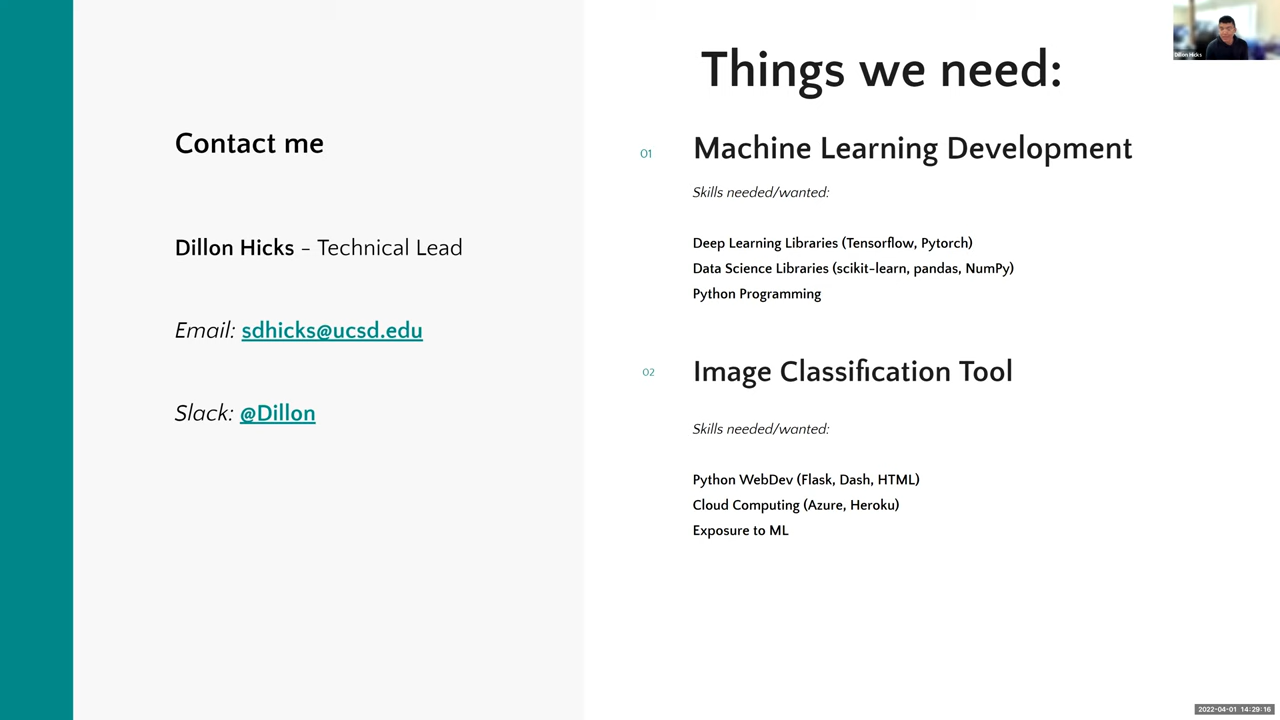 Contact me
Dillon Hicks - Technical Lead
Email: sdhicks@ucsd.edu
Slack: @Dillon
Things we need:
01 Machine Learning Development
Skills needed/wanted:
Deep Learning Libraries (Tensorflow, Pytorch)
Data Science Libraries (scikit-learn, pandas, NumPy)
Python Programming
02 Image Classification Tool
Skills needed/wanted:
Python WebDev (Flask, Dash, HTML)
Cloud Computing (Azure, Heroku)
Exposure to ML
Dillon Hicks
2022-04-01 14:29:16